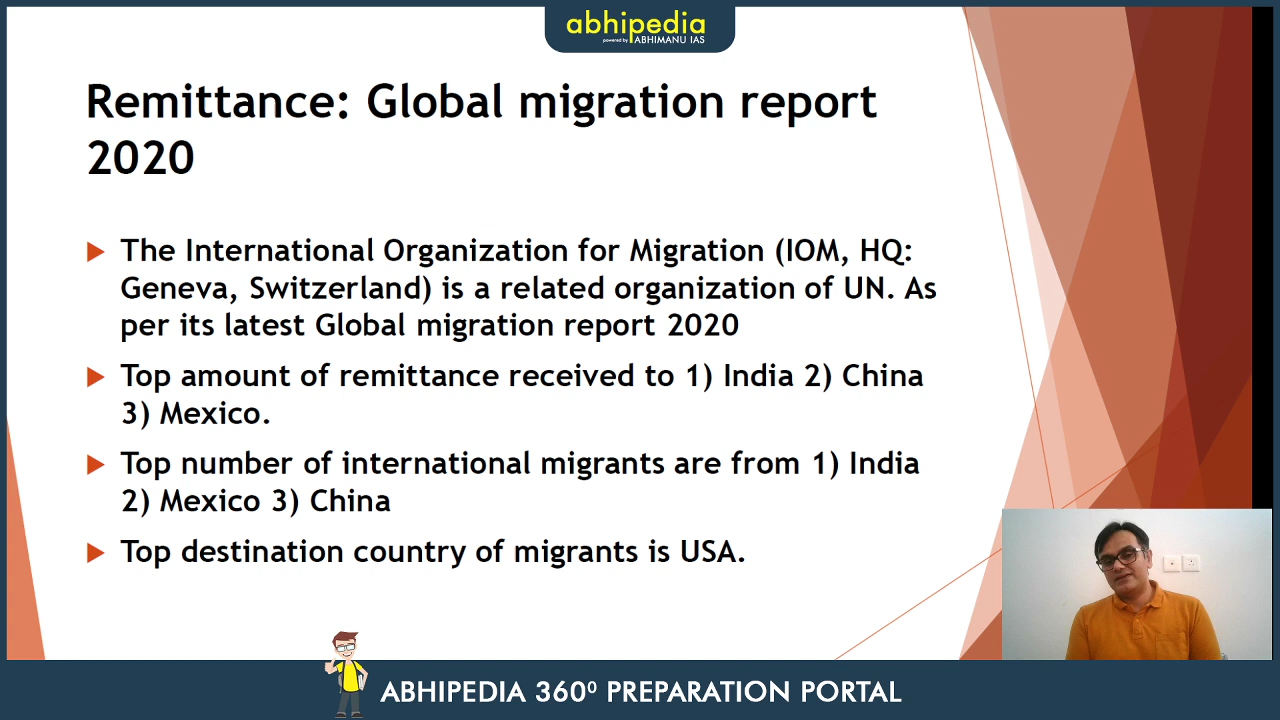 abhipedia
powered by ABHIMANU IAS
Remittance: Global migration report
2020
The International Organization for Migration (IOM, HQ:
Geneva, Switzerland) is a related organization of UN. As
per its latest Global migration report 2020
Top amount of remittance received to 1) India 2) China
3) Mexico.
Top number of international migrants are from 1) India
2) Mexico 3) China
Top destination country of migrants is USA.
ABHIPEDIA 360⁰ PREPARATION PORTAL